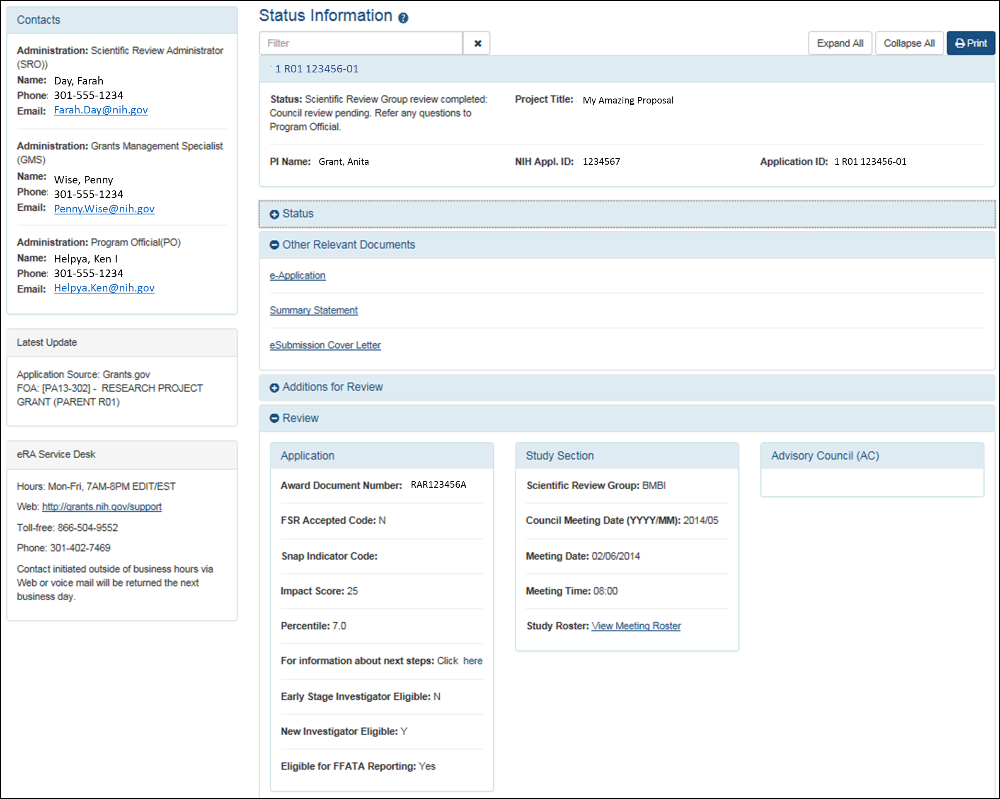 Contacts
Administration: Scientific Review Administrator
(SRO))
Name: Day, Farah
Phone: 301-555-1234
Email: Farah.Day@nih.gov
Administration: Grants Management Specialist
(GMS)
Name: Wise, Penny
Phone: 301-555-1234
Email: Penny.Wise@nih.gov
Administration: Program Official(PO)
Name: Helpya, Ken I
Phone: 301-555-1234
Email: Helpya.Ken@nih.gov
Latest Update
Application Source: Grants.gov
FOA: [PA13-302] - RESEARCH PROJECT
GRANT (PARENT R01)
eRA Service Desk
Hours: Mon-Fri, 7AM-8PM EDIT/EST
Web: http://grants.nih.gov/support
Toll-free: 866-504-9552
Phone: 301-402-7469
Contact initiated outside of business hours via
Web or voice mail will be returned the next
business day.
Status Information ?
Filter
Expand All
Collapse All
Print
1 R01 123456-01
Status: Scientific Review Group review completed:
Council review pending. Refer any questions to
Program Official.
Project Title: My Amazing Proposal
PI Name: Grant, Anita
NIH Appl. ID: 1234567
Application ID: 1 R01 123456-01
Status
Other Relevant Documents
e-Application
Summary Statement
eSubmission Cover Letter
Additions for Review
Review
Application
Award Document Number: RAR123456A
FSR Accepted Code: N
Snap Indicator Code:
Impact Score: 25
Percentile: 7.0
For information about next steps: Click here
Early Stage Investigator Eligible: N
New Investigator Eligible: Y
Eligible for FFATA Reporting: Yes
Study Section
Scientific Review Group: BMBI
Council Meeting Date (YYYY/MM): 2014/05
Meeting Date: 02/06/2014
Meeting Time: 08:00
Study Roster: View Meeting Roster
Advisory Council (AC)